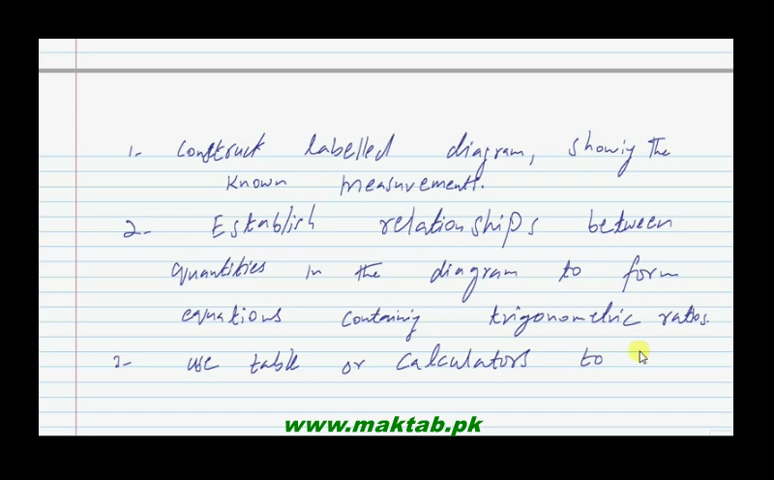 1- Construct labelled diagram, showing the
known measurement.
2- Establish relationships between
quantities in the diagram to form
equations containing trigonometric ratios.
3- use table or calculators to
www.maktab.pk